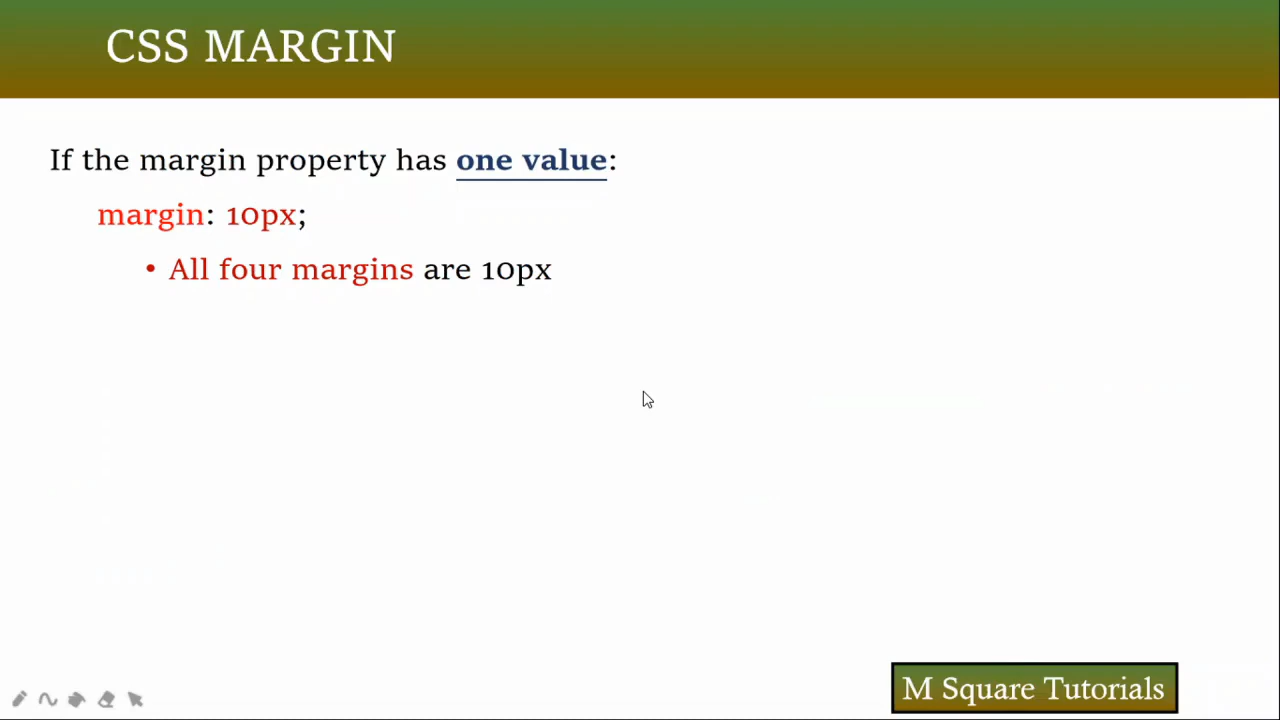 CSS MARGIN
If the margin property has one value:
margin: 10px;
• All four margins are 10px
M Square Tutorials